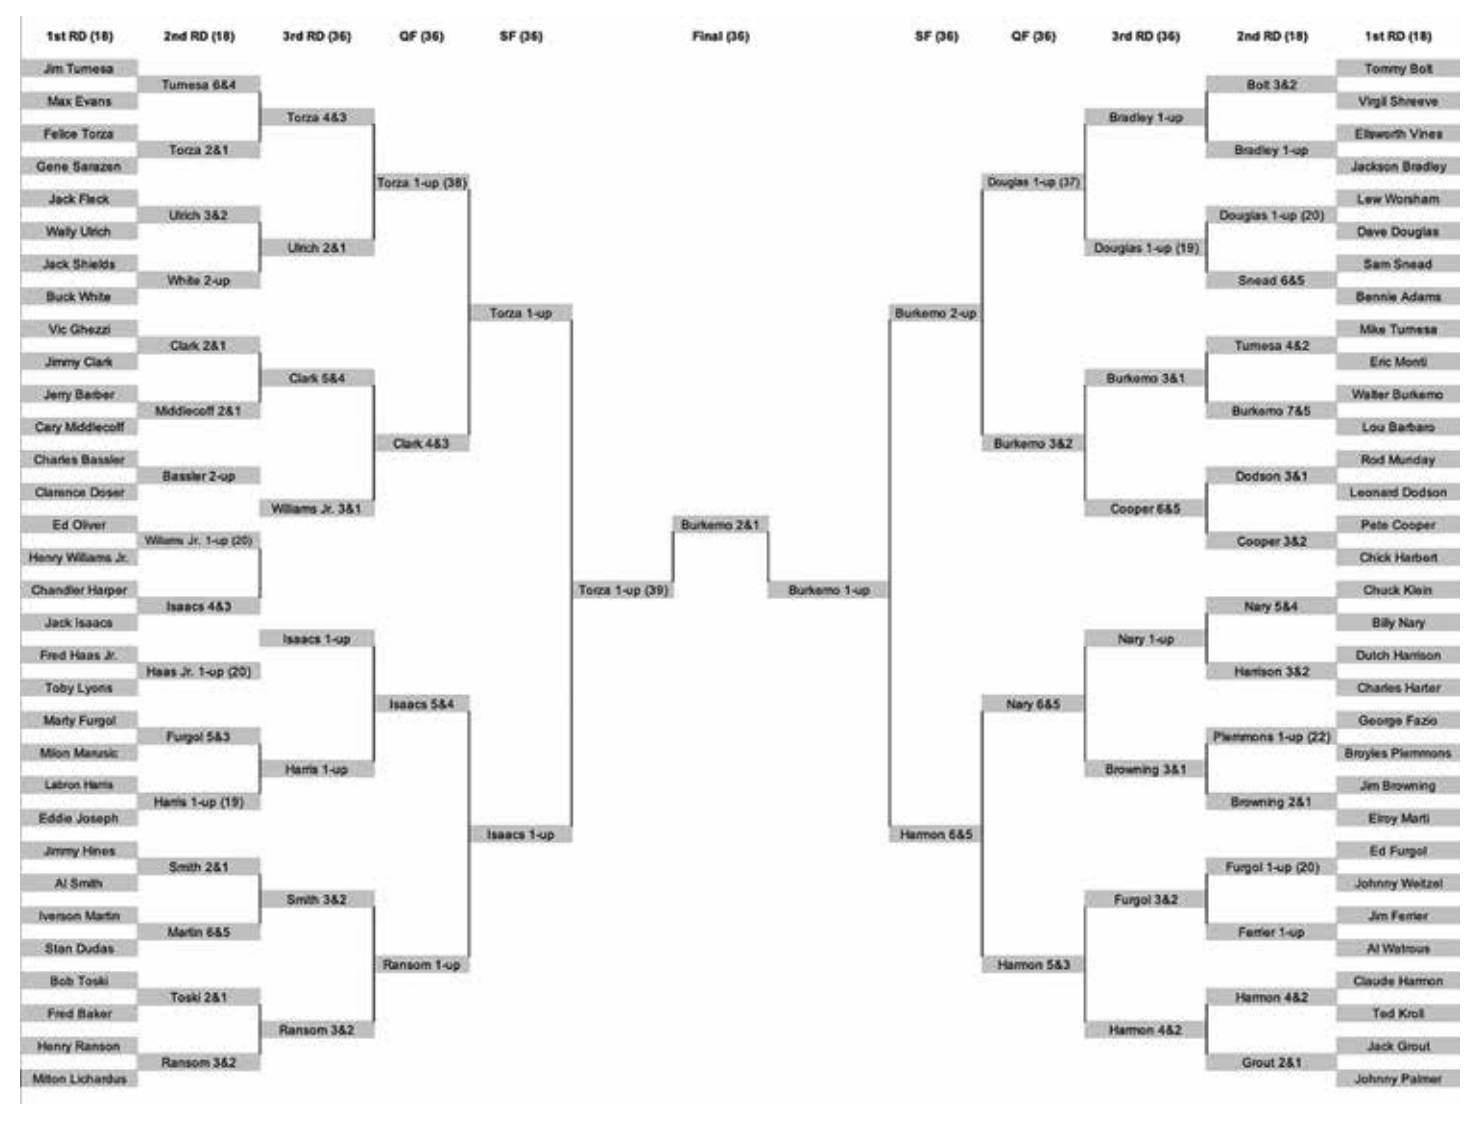 1st RD (18)
2nd RD (18)
3rd RD (36)
QF (36)
SF (36)
Final (36)
SF (36)
QF (36)
3rd RD (36)
2nd RD (18)
1st RD (18)
Jim Turnesa
Max Evans
Felice Torza
Gene Sarazen
Jack Fleck
Wally Ulrich
Jack Shields
Buck White
Vic Ghezzi
Jimmy Clark
Jerry Barber
Cary Middlecoff
Charles Bassler
Clarence Doser
Ed Oliver
Henry Williams Jr.
Chandler Harper
Jack Isaacs
Fred Haas Jr.
Toby Lyons
Marty Furgol
Milon Marusic
Labron Harris
Eddie Joseph
Jimmy Hines
Al Smith
Iverson Martin
Stan Dudas
Bob Toski
Fred Baker
Henry Ranson
Milton Lichardus
Turnesa 6&4
Torza 2&1
Ulrich 3&2
White 2-up
Clark 2&1
Middlecoff 2&1
Bassler 2-up
Williams Jr. 1-up (20)
Isaacs 4&3
Haas Jr. 1-up (20)
Furgol 5&3
Harris 1-up (19)
Smith 2&1
Martin 6&5
Toski 2&1
Ransom 3&2
Torza 4&3
Ulrich 2&1
Clark 5&4
Williams Jr. 3&1
Isaacs 1-up
Harris 1-up
Smith 3&2
Ransom 3&2
Torza 1-up (38)
Clark 4&3
Isaacs 5&4
Ransom 1-up
Torza 1-up
Isaacs 1-up
Torza 1-up (39)
Burkemo 2&1
Burkemo 1-up
Burkemo 2-up
Harmon 6&5
Douglas 1-up (37)
Burkemo 3&2
Nary 6&5
Harmon 5&3
Bradley 1-up
Douglas 1-up (19)
Burkemo 3&1
Cooper 6&5
Nary 1-up
Browning 3&1
Furgol 3&2
Harmon 4&2
Bolt 3&2
Bradley 1-up
Douglas 1-up (20)
Snead 6&5
Turnesa 4&2
Burkemo 7&5
Dodson 3&1
Cooper 3&2
Nary 5&4
Harrison 3&2
Plemmons 1-up (22)
Browning 2&1
Furgol 1-up (20)
Ferrier 1-up
Harmon 4&2
Grout 2&1
Tommy Bolt
Virgil Shreeve
Ellsworth Vines
Jackson Bradley
Lew Worsham
Dave Douglas
Sam Snead
Bennie Adams
Mike Turnesa
Eric Monti
Walter Burkemo
Lou Barbaro
Rod Munday
Leonard Dodson
Pete Cooper
Chick Harbert
Chuck Klein
Billy Nary
Dutch Harrison
Charles Harter
George Fazio
Broyles Plemmons
Jim Browning
Elroy Marti
Ed Furgol
Johnny Weitzel
Jim Ferrier
Al Watrous
Claude Harmon
Ted Kroll
Jack Grout
Johnny Palmer